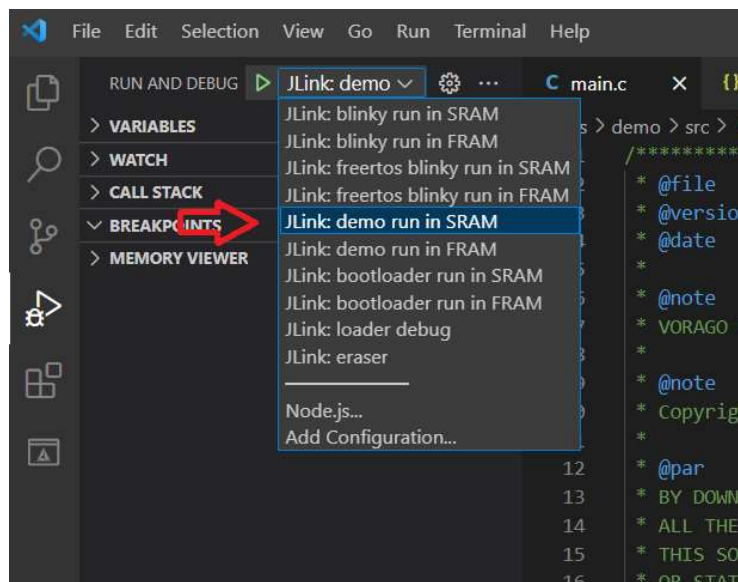 File Edit Selection View Go Run Terminal Help
RUN AND DEBUG JLink: demo
main.c
VARIABLES
WATCH
CALL STACK
BREAKPOINTS
MEMORY VIEWER
JLink: blinky run in SRAM
JLink: blinky run in FRAM
JLink: freertos blinky run in SRAM
JLink: freertos blinky run in FRAM
JLink: demo run in SRAM
JLink: demo run in FRAM
JLink: bootloader run in SRAM
JLink: bootloader run in FRAM
JLink: loader debug
JLink: eraser
Node.js...
Add Configuration...
s > demo > src >
/*********
* @file
* @versio
* @date
*
* @note
* VORAGO
*
* @note
* Copyrig
*
12 * @par
13 * BY DOWN
14 * ALL THE
15 * THIS SO
16 * OR STAT